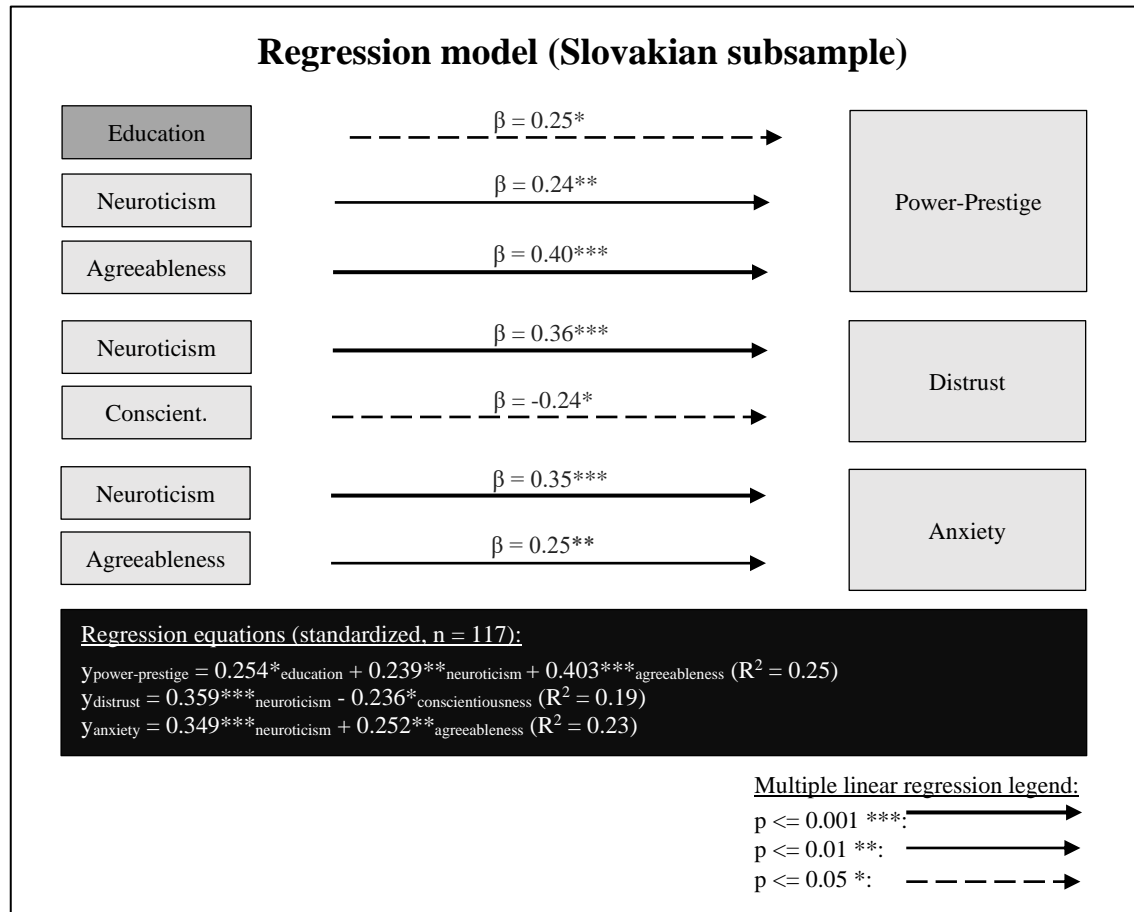 Regression model (Slovakian subsample)
Education
β = 0.25*
Neuroticism
β = 0.24**
Agreeableness
β = 0.40***
Power-Prestige
Neuroticism
β = 0.36***
Conscient.
β = -0.24*
Distrust
Neuroticism
β = 0.35***
Agreeableness
β = 0.25**
Anxiety
Regression equations (standardized, n = 117):
ypower-prestige = 0.254*education + 0.239**neuroticism + 0.403***agreeableness (R2 = 0.25)
ydistrust = 0.359***neuroticism - 0.236*conscientiousness (R2 = 0.19)
yanxiety = 0.349***neuroticism + 0.252**agreeableness (R2 = 0.23)
Multiple linear regression legend:
p <= 0.001 ***:
p <= 0.01 **:
p <= 0.05 *: